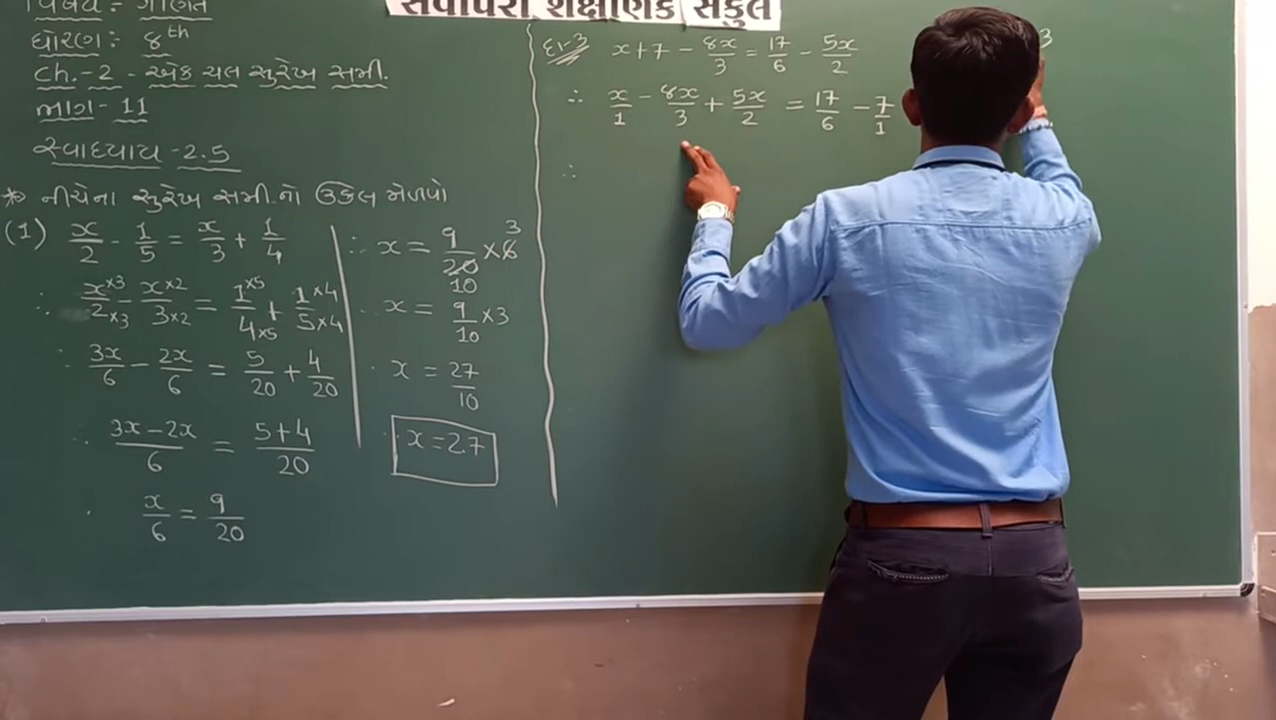 વિષય : ગણિત
ધોરણ : 8th
ch.-2 - એક ચલ સુરેખ સમી.
ભાગ - 11
સ્વાધ્યાય - 2.5
* નીચેના સુરેખ સમી.નો ઉકેલ મેળવો
(1) x/2 - 1/5 = x/3 + 1/4
∴ x×3/2×3 - x×2/3×2 = 1×5/4×5 + 1×4/5×4
∴ 3x/6 - 2x/6 = 5/20 + 4/20
∴ 3x-2x/6 = 5+4/20
∴ x/6 = 9/20
∴ x = 9/20 × 6 3
10
∴ x = 9/10 × 3
∴ x = 27/10
∴ x = 2.7
સર્વોપરી શૈક્ષણિક સંકુલ
દા-3 x + 7 - 8x/3 = 17/6 - 5x/2
∴ x/1 - 8x/3 + 5x/2 = 17/6 - 7/1
∴
3